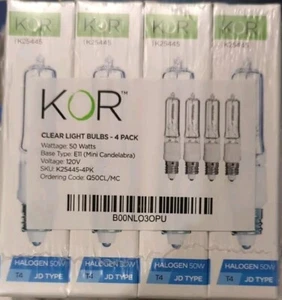 K25445
K25445
K25445
K25445
KOR™
CLEAR LIGHT BULBS - 4 PACK
Wattage: 50 Watts
Base Type: E11 (Mini Candelabra)
Voltage: 120V
SKU: K25445-4PK
Ordering Code: Q50CL/MC
B00NLO3OPU
HALOGEN 50W
HALOGEN 50W
HALOGEN 50W
HALOGEN 50W
T4 JD TYPE
T4 JD TYPE
T4 JD TYPE
T4 JD TYPE